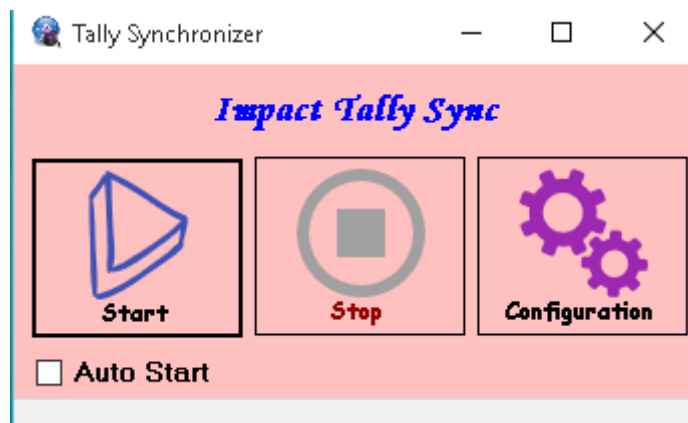 Tally Synchronizer
Impact Tally Sync
Start
Stop
Configuration
Auto Start